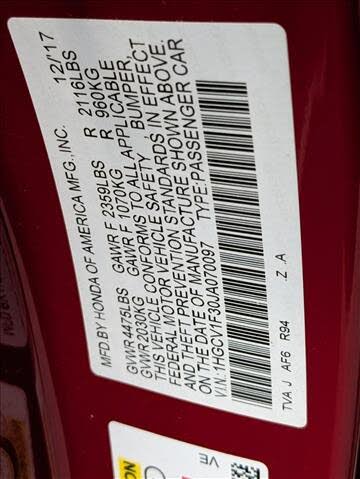 MFD.BY HONDA OF AMERICA MFG.,INC. 12/'17
GVWR 4475LBS GAWR F 2359LBS R 2116LBS
GVWR 2030KG GAWR F 1070KG R 960KG
THIS VEHICLE CONFORMS TO ALL APPLICABLE
FEDERAL MOTOR VEHICLE SAFETY , BUMPER,
AND THEFT PREVENTION STANDARDS IN EFFECT
ON THE DATE OF MANUFACTURE SHOWN ABOVE.
V.I.N.:1HGCV1F30JA070097 TYPE:PASSENGER CAR
TVA J AF6 R94 .Z .A
VE
NO